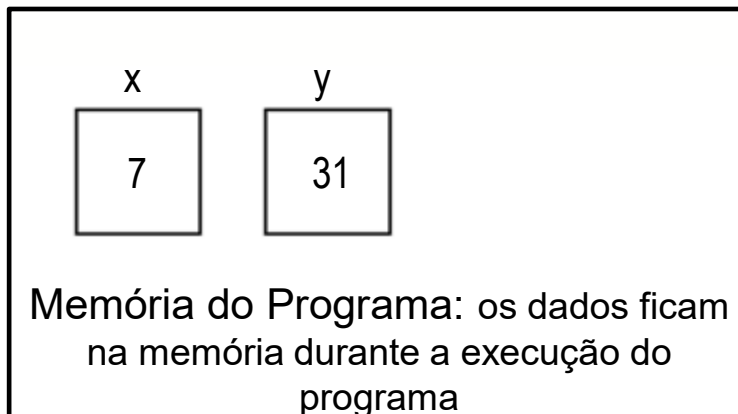 x y
7 31
Memória do Programa: os dados ficam
na memória durante a execução do
programa